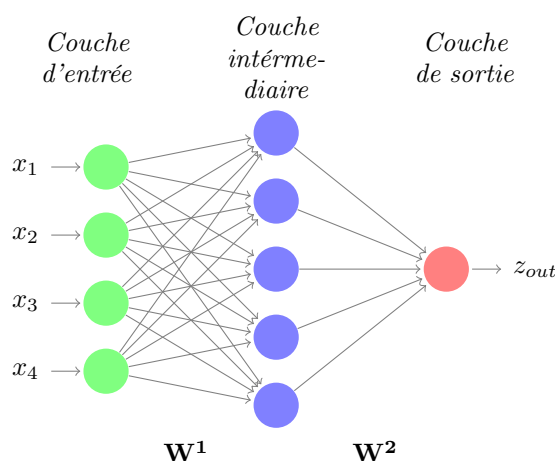 Couche
d'entrée
Couche
intérme-
diaire
Couche
de sortie
x1
x2
x3
x4
zout
W1
W2